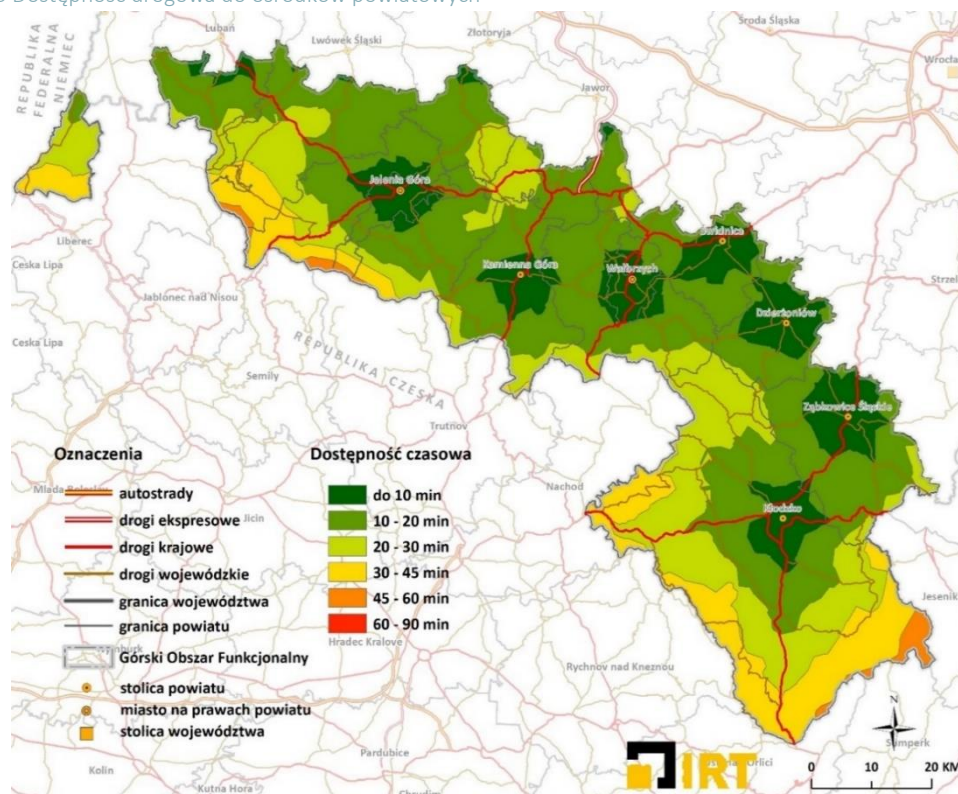 Dostępność drogowa do ośrodków powiatowych
Lubań
Lwówek Śląski
Złotoryja
Środa Śląska
Wrocła
REPUBLIKA
FEDERALNA
NIEMIEC
Jawor
Jelenia Góra
Liberec
Świdnica
Ceska Lipa
Kamienna Góra
Wałbrzych
Strzel
Jablonec nad Nisou
Dzierżoniów
Ceska Lipa
REPUBLIKA CZESKA
Semily
Ząbkowice Śląskie
Trutnov
Oznaczenia
Dostępność czasowa
Nachod
autostrady
do 10 min
Kłodzko
drogi ekspresowe
10 - 20 min
Jicin
drogi krajowe
20 - 30 min
drogi wojewódzkie
30 - 45 min
granica województwa
45 - 60 min
Jesenik
granica powiatu
60 - 90 min
Hradec Kralove
Górski Obszar Funkcjonalny
Rychnov nad Kneznou
stolica powiatu
miasto na prawach powiatu
N
stolica województwa
Sumperk
Pardubice
IRT
Orlici
Kolin
0 10 20 KM
Kutna Hora
Chrudim